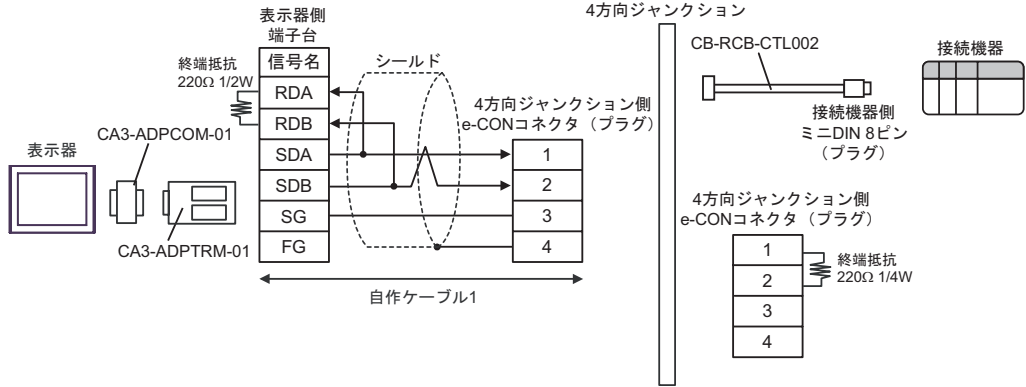 4方向ジャンクション
表示器側
端子台
信号名
RDA
RDB
SDA
SDB
SG
FG
終端抵抗
220Ω 1/2W
シールド
CA3-ADPCOM-01
表示器
CA3-ADPTRM-01
4方向ジャンクション側
e-CONコネクタ（プラグ）
1
2
3
4
自作ケーブル1
CB-RCB-CTL002
接続機器
接続機器側
ミニDIN 8ピン
（プラグ）
4方向ジャンクション側
e-CONコネクタ（プラグ）
1
2
3
4
終端抵抗
220Ω 1/4W